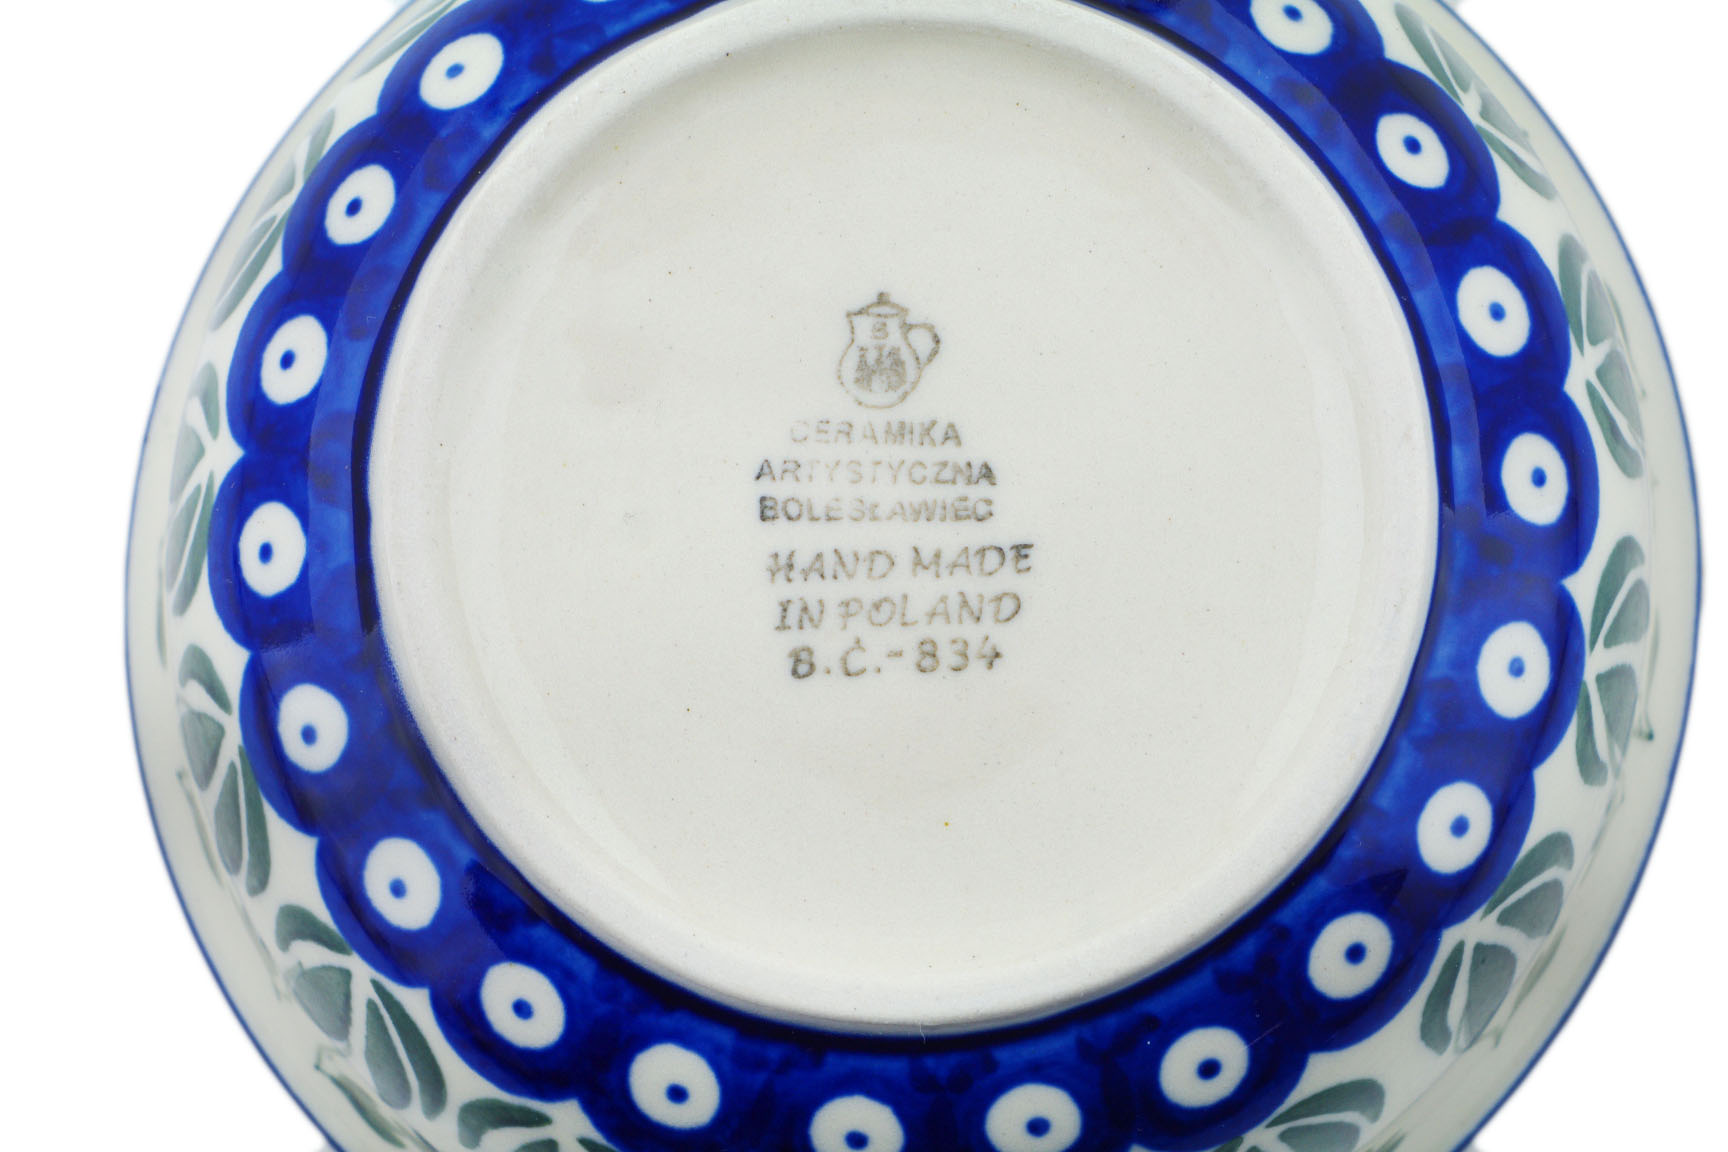 B
CERAMIKA
ARTYSTYCZNA
BOLESŁAWIEC
HAND MADE
IN POLAND
B.Ć.-834